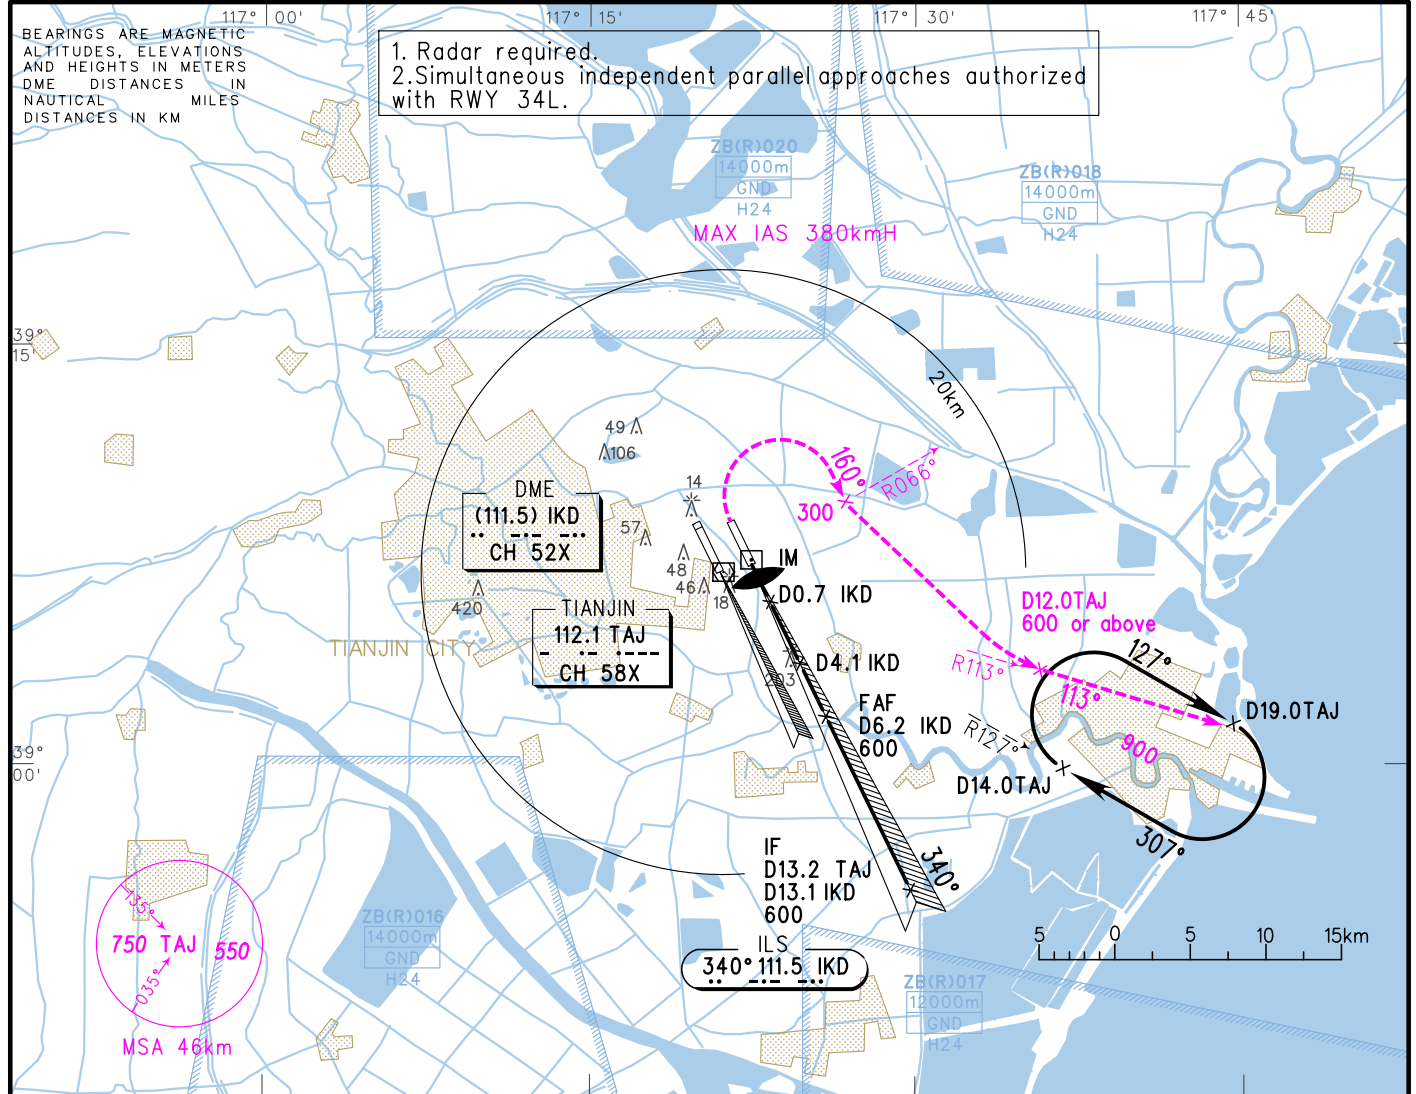 117° 00'
117° 15'
117° 30'
117° 45'
BEARINGS ARE MAGNETIC
ALTITUDES, ELEVATIONS
AND HEIGHTS IN METERS
DME DISTANCES IN
NAUTICAL MILES
DISTANCES IN KM
1. Radar required.
2.Simultaneous independent parallel approaches authorized
with RWY 34L.
ZB(R)020
14000m
GND
H24
ZB(R)018
14000m
GND
H24
MAX IAS 380kmH
39°
15'
20km
49
106
160°
R066°
300
14
DME
(111.5) IKD
CH 52X
57
48
46
18
IM
D0.7 IKD
420
TIANJIN
112.1 TAJ
CH 58X
TIANJIN CITY
D12.0TAJ
600 or above
127°
R113°
113°
D4.1 IKD
203
FAF
D6.2 IKD
600
R127°
D19.0TAJ
900
39°
00'
D14.0TAJ
307°
IF
D13.2 TAJ
D13.1 IKD
600
340°
135°
750 TAJ
550
035°
MSA 46km
ZB(R)016
14000m
GND
H24
ILS
340° 111.5 IKD
ZB(R)017
12000m
GND
H24
5 0 5 10 15km